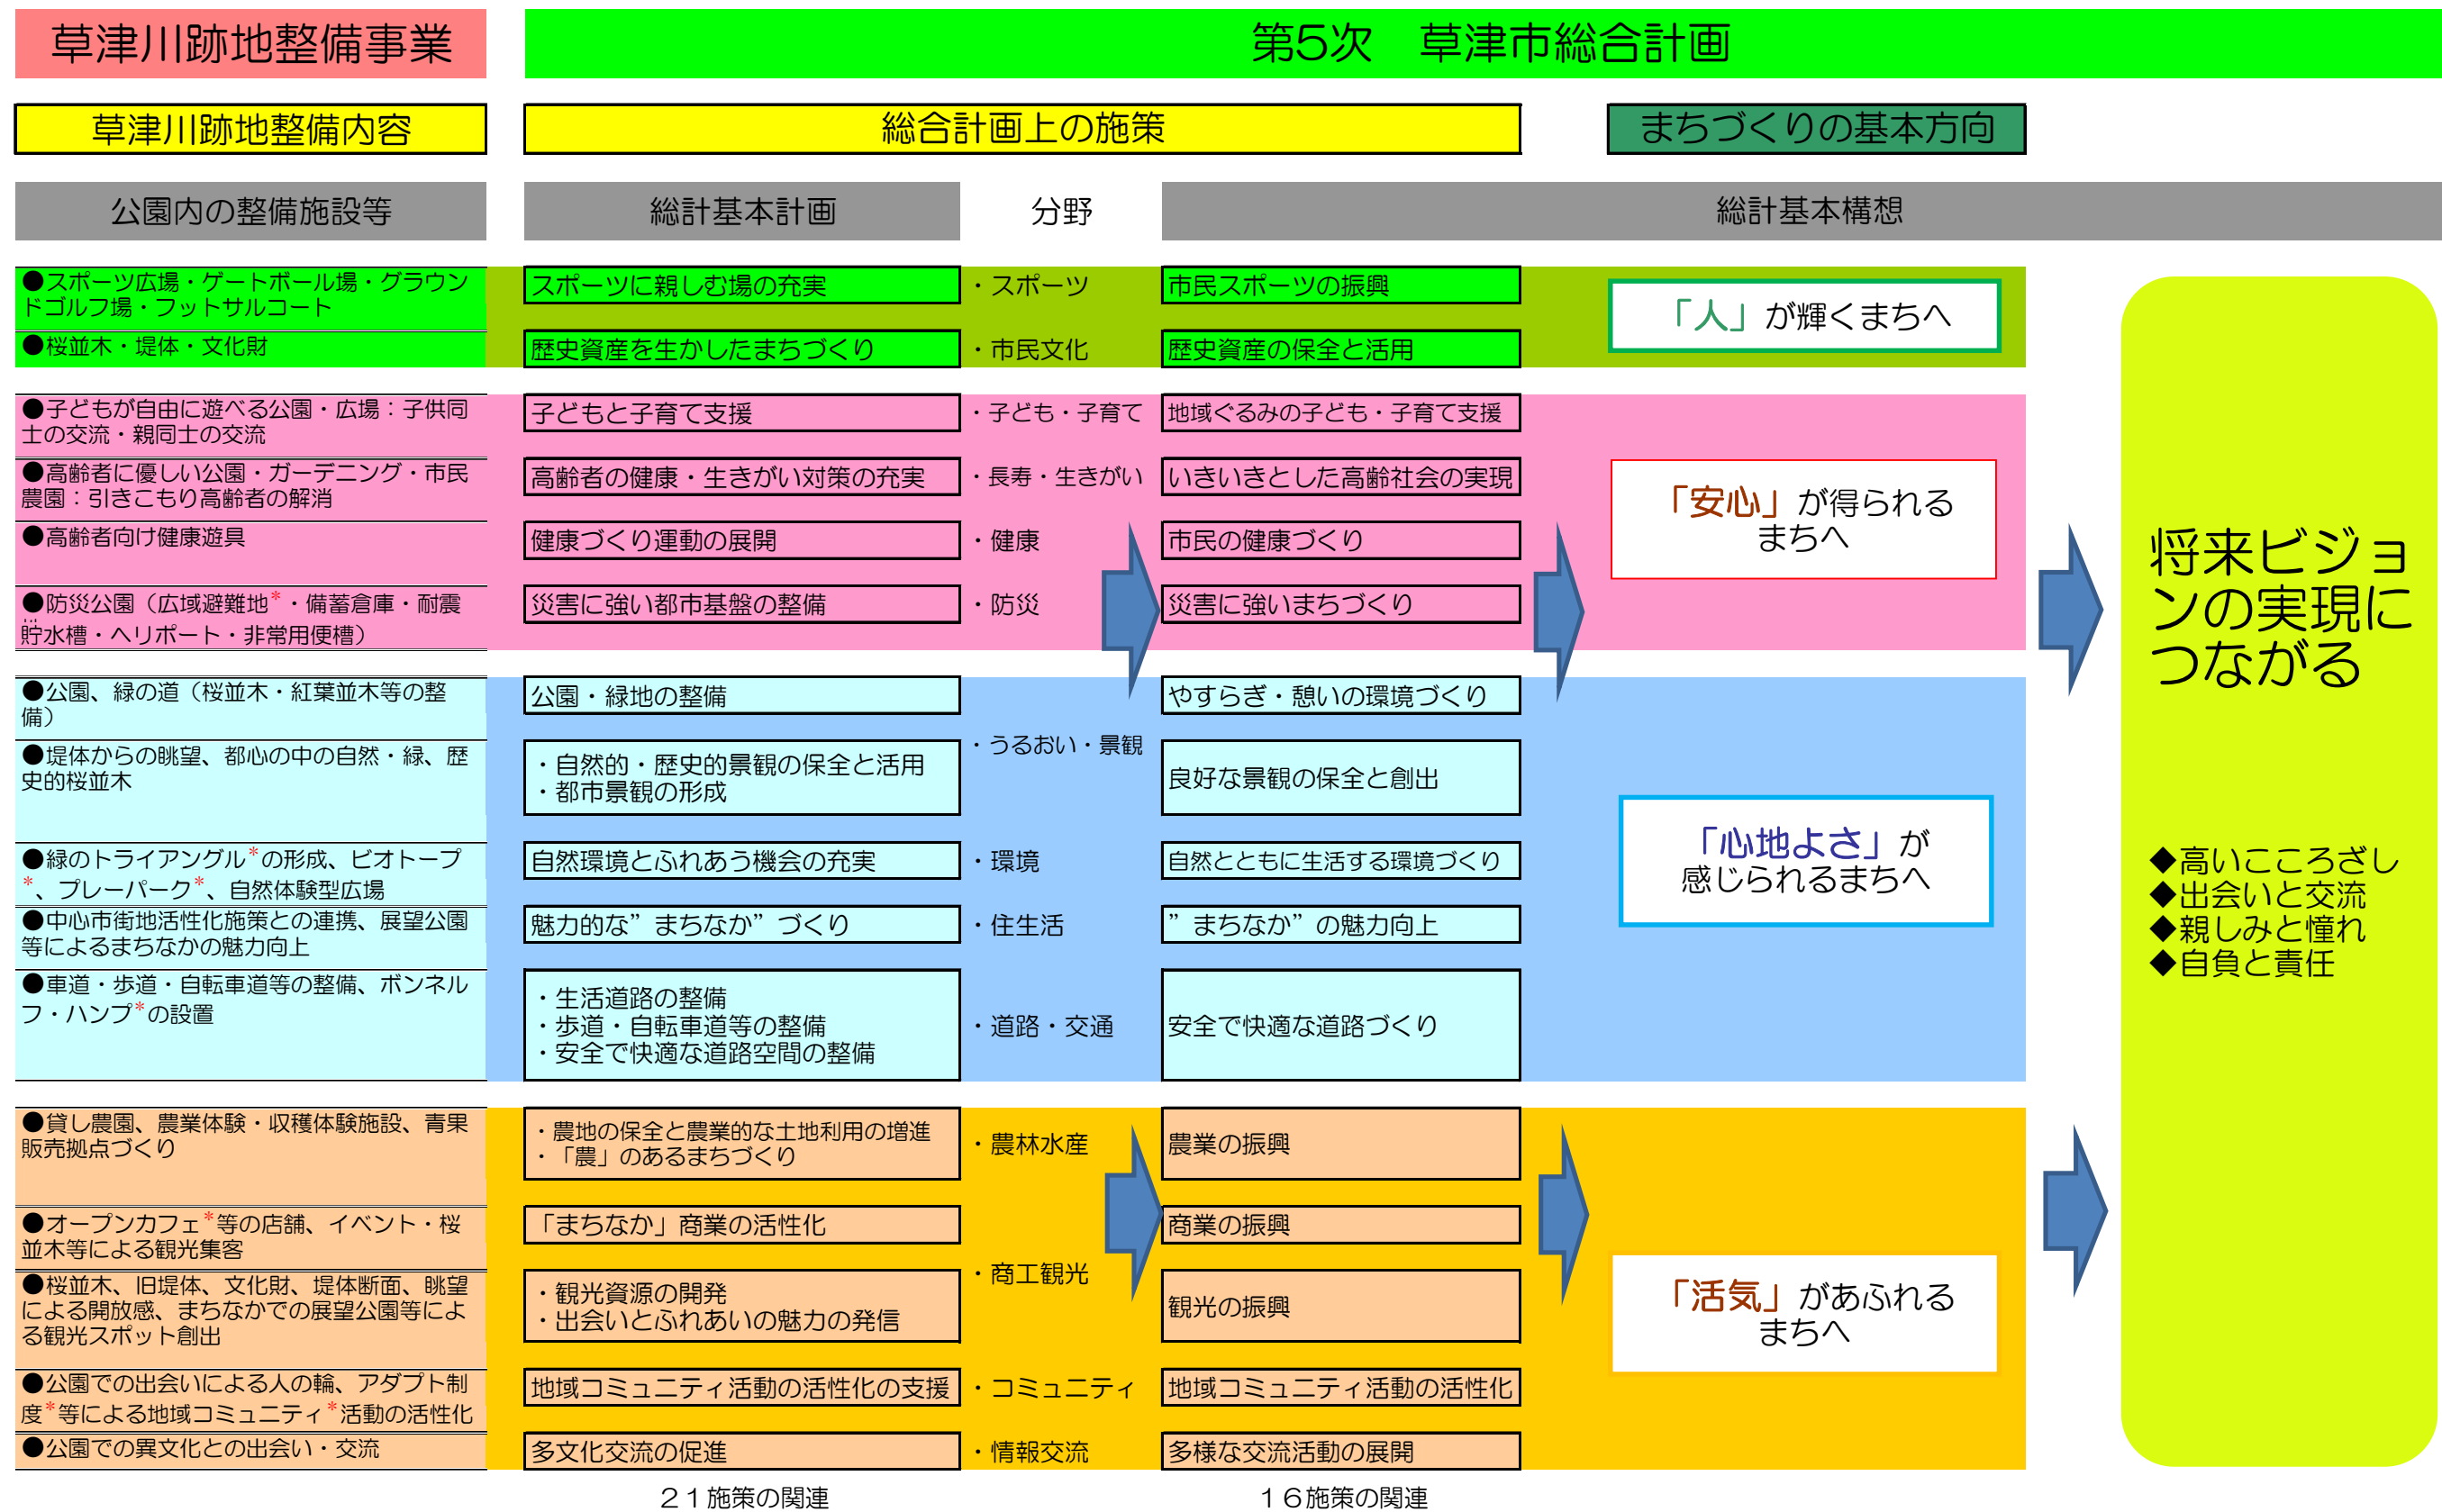 草津川跡地整備事業
第5次　草津市総合計画
草津川跡地整備内容
総合計画上の施策
まちづくりの基本方向
公園内の整備施設等
総計基本計画
分野
総計基本構想
●スポーツ広場・ゲートボール場・グラウン
ドゴルフ場・フットサルコート
スポーツに親しむ場の充実
・スポーツ
市民スポーツの振興
●桜並木・堤体・文化財
歴史資産を生かしたまちづくり
・市民文化
歴史資産の保全と活用
「人」が輝くまちへ
●子どもが自由に遊べる公園・広場：子供同
士の交流・親同士の交流
子どもと子育て支援
・子ども・子育て
地域ぐるみの子ども・子育て支援
●高齢者に優しい公園・ガーデニング・市民
農園：引きこもり高齢者の解消
高齢者の健康・生きがい対策の充実
・長寿・生きがい
いきいきとした高齢社会の実現
●高齢者向け健康遊具
健康づくり運動の展開
・健康
市民の健康づくり
●防災公園（広域避難地*・備蓄倉庫・耐震
貯水槽・ヘリポート・非常用便槽）
災害に強い都市基盤の整備
・防災
災害に強いまちづくり
「安心」が得られる
まちへ
●公園、緑の道（桜並木・紅葉並木等の整
備）
公園・緑地の整備
やすらぎ・憩いの環境づくり
・うるおい・景観
●堤体からの眺望、都心の中の自然・緑、歴
史的桜並木
・自然的・歴史的景観の保全と活用
・都市景観の形成
良好な景観の保全と創出
●緑のトライアングル*の形成、ビオトープ
*、プレーパーク*、自然体験型広場
自然環境とふれあう機会の充実
・環境
自然とともに生活する環境づくり
●中心市街地活性化施策との連携、展望公園
等によるまちなかの魅力向上
魅力的な”まちなか”づくり
・住生活
”まちなか”の魅力向上
●車道・歩道・自転車道等の整備、ボンネル
フ・ハンプ*の設置
・生活道路の整備
・歩道・自転車道等の整備
・安全で快適な道路空間の整備
・道路・交通
安全で快適な道路づくり
「心地よさ」が
感じられるまちへ
●貸し農園、農業体験・収穫体験施設、青果
販売拠点づくり
・農地の保全と農業的な土地利用の増進
・「農」のあるまちづくり
・農林水産
農業の振興
●オープンカフェ*等の店舗、イベント・桜
並木等による観光集客
「まちなか」商業の活性化
商業の振興
・商工観光
●桜並木、旧堤体、文化財、堤体断面、眺望
による開放感、まちなかでの展望公園等によ
る観光スポット創出
・観光資源の開発
・出会いとふれあいの魅力の発信
観光の振興
●公園での出会いによる人の輪、アダプト制
度*等による地域コミュニティ*活動の活性化
地域コミュニティ活動の活性化の支援
・コミュニティ
地域コミュニティ活動の活性化
●公園での異文化との出会い・交流
多文化交流の促進
・情報交流
多様な交流活動の展開
「活気」があふれる
まちへ
将来ビジョ
ンの実現に
つながる
◆高いこころざし
◆出会いと交流
◆親しみと憧れ
◆自負と責任
２１施策の関連
１６施策の関連